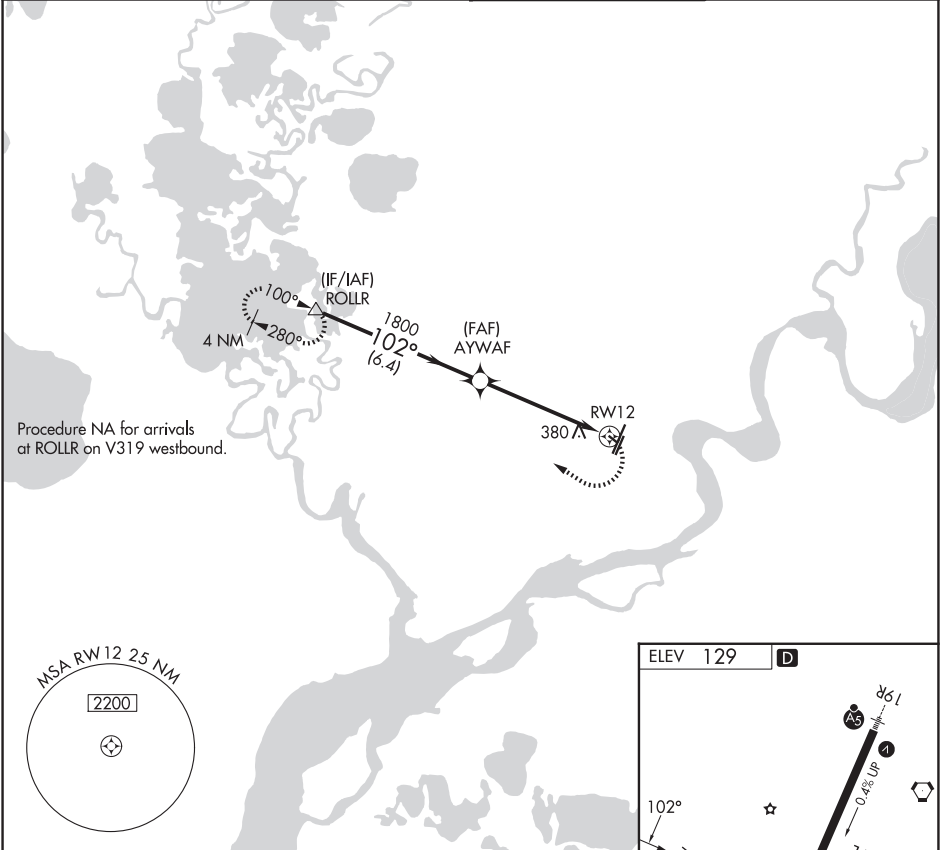 (IF/IAF)
ROLLR
100°
280°
4 NM
1800
102°
(6.4)
(FAF)
AYWAF
RW12
380
Procedure NA for arrivals
at ROLLR on V319 westbound.
MSA RW12 25 NM
2200
ELEV 129 D
19R
A5
0.4% UP
102°